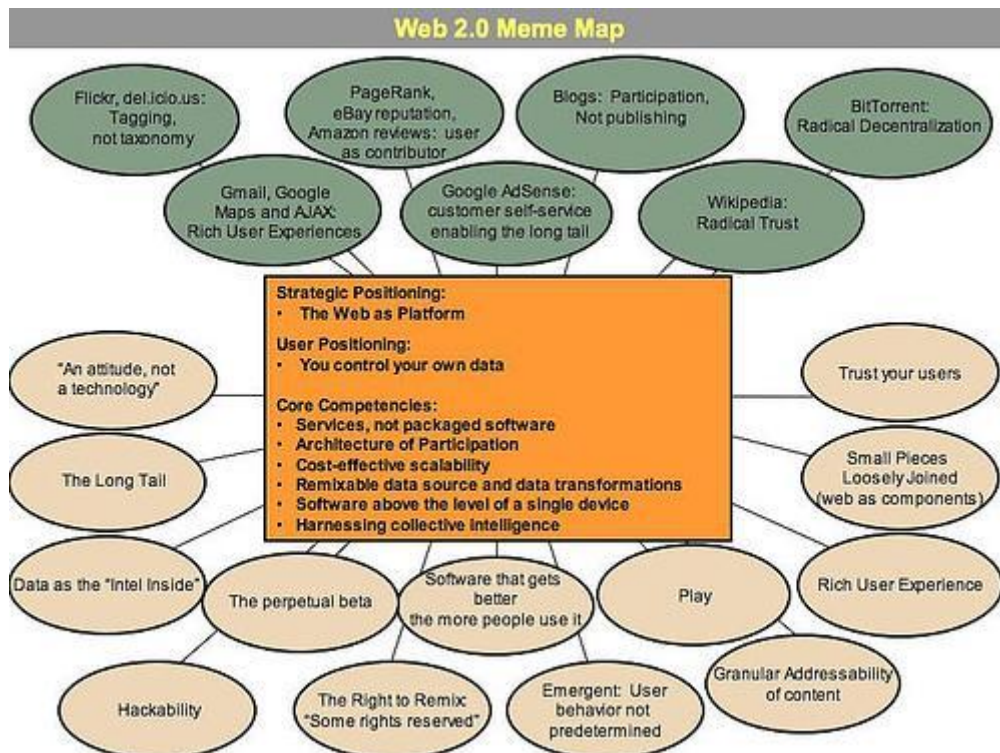 Web 2.0 Meme Map
Flickr, del.icio.us:
Tagging,
not taxonomy
PageRank,
eBay reputation,
Amazon reviews: user
as contributor
Blogs: Participation,
Not publishing
BitTorrent:
Radical Decentralization
Gmail, Google
Maps and AJAX:
Rich User Experiences
Google AdSense:
customer self-service
enabling the long tail
Wikipedia:
Radical Trust
Strategic Positioning:
• The Web as Platform
User Positioning:
• You control your own data
Core Competencies:
• Services, not packaged software
• Architecture of Participation
• Cost-effective scalability
• Remixable data source and data transformations
• Software above the level of a single device
• Harnessing collective intelligence
"An attitude, not
a technology"
Trust your users
The Long Tail
Small Pieces
Loosely Joined
(web as components)
Data as the "Intel Inside"
The perpetual beta
Software that gets
better
the more people use it
Play
Rich User Experience
Hackability
The Right to Remix:
"Some rights reserved"
Emergent: User
behavior not
predetermined
Granular Addressability
of content